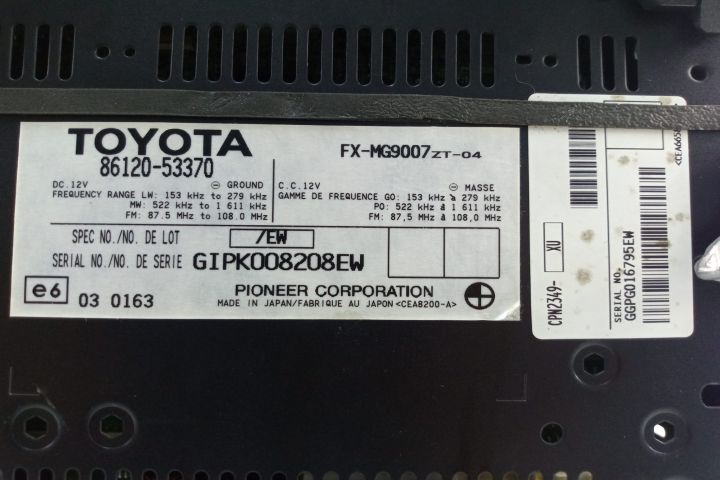 TOYOTA
86120-53370
FX-MG9007ZT-04
DC.12V ⊖ GROUND
FREQUENCY RANGE LW: 153 kHz to 279 kHz
MW: 522 kHz to 1 611 kHz
FM: 87.5 MHz to 108.0 MHz
C.C.12V ⊖ MASSE
GAMME DE FREQUENCE GO: 153 kHz à 279 kHz
PO: 522 kHz à 1 611 kHz
FM: 87,5 MHz à 108,0 MHz
SPEC NO./NO. DE LOT /EW
SERIAL NO./NO. DE SERIE GIPK008208EW
e6 03 0163
PIONEER CORPORATION
MADE IN JAPAN/FABRIQUE AU JAPON <CEA8200-A>
CPN2349- XU
SERIAL NO.
GGPG016795EW